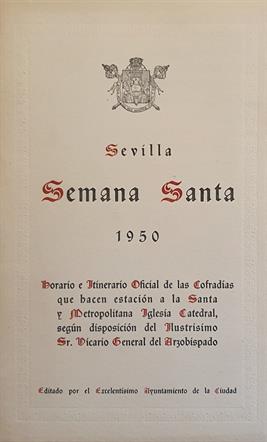 Sevilla
Semana Santa
1950
Horario e Itinerario Oficial de las Cofradías
que hacen estación a la Santa
y Metropolitana Iglesia Catedral,
según disposición del Ilustrísimo
Sr. Vicario General del Arzobispado
Editado por el Excelentísimo Ayuntamiento de la Ciudad